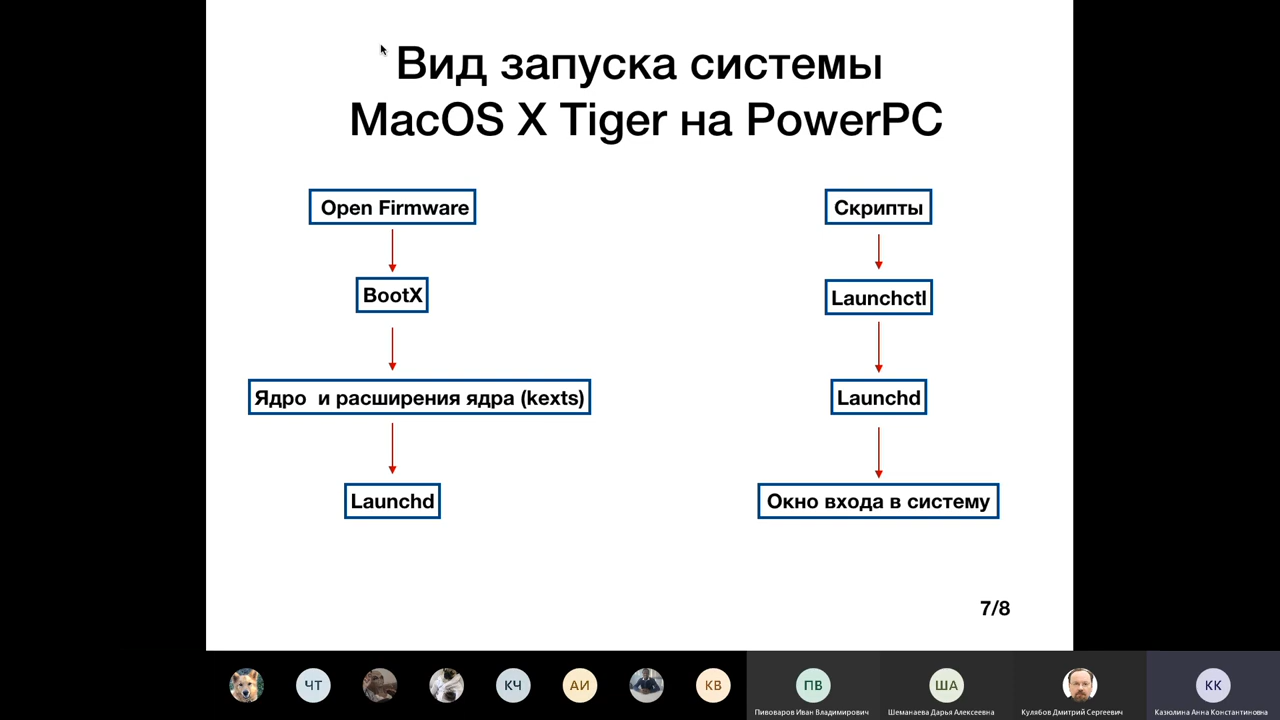 Вид запуска системы
MacOS X Tiger на PowerPC
Open Firmware
BootX
Ядро и расширения ядра (kexts)
Launchd
Скрипты
Launchctl
Launchd
Окно входа в систему
7/8
ЧТ
КЧ
АИ
КВ
ПВ
ША
КК
Пивоваров Иван Владимирович
Шеманаева Дарья Алексеевна
Кулябов Дмитрий Сергеевич
Казюлина Анна Константиновна